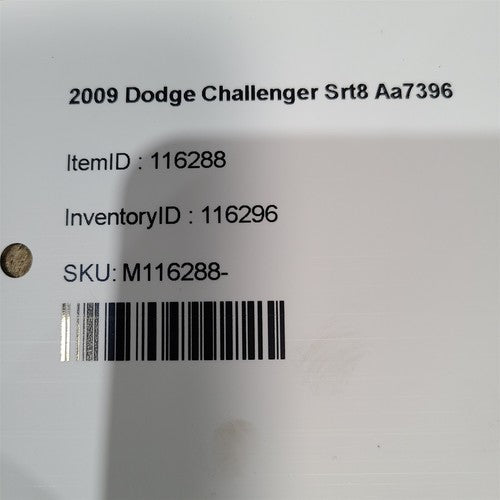 2009 Dodge Challenger Srt8 Aa7396
ItemID : 116288
InventoryID : 116296
SKU: M116288-